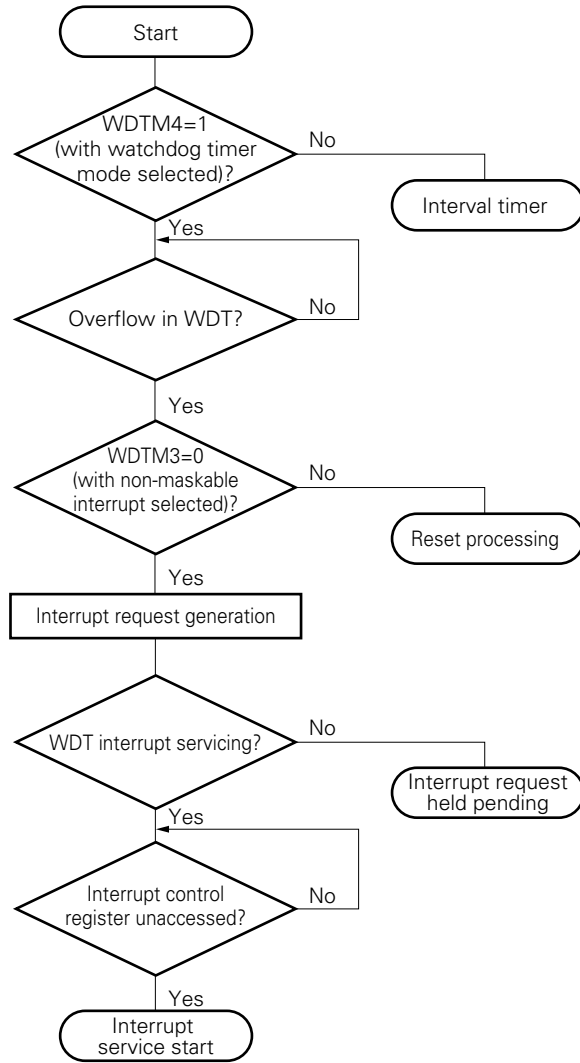 Start
WDTM4=1
(with watchdog timer
mode selected)?
No
Interval timer
Yes
Overflow in WDT?
No
Yes
WDTM3=0
(with non-maskable
interrupt selected)?
No
Reset processing
Yes
Interrupt request generation
WDT interrupt servicing?
No
Interrupt request
held pending
Yes
Interrupt control
register unaccessed?
No
Yes
Interrupt
service start